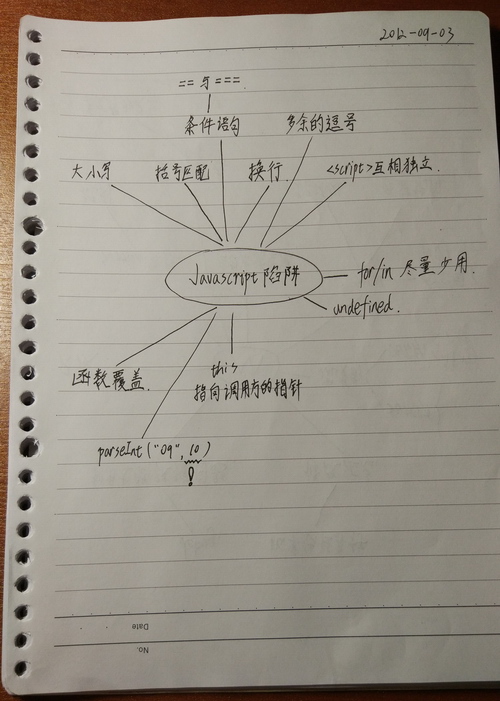 2012-09-03
== 与 ===
条件语句
多余的逗号
大小写
括号匹配
换行.
<script>互相独立.
Javascript 陷阱
for/in 尽量少用.
undefined.
函数覆盖.
this
指向调用方的指针
parseInt("09", 10)
!
Date
No.